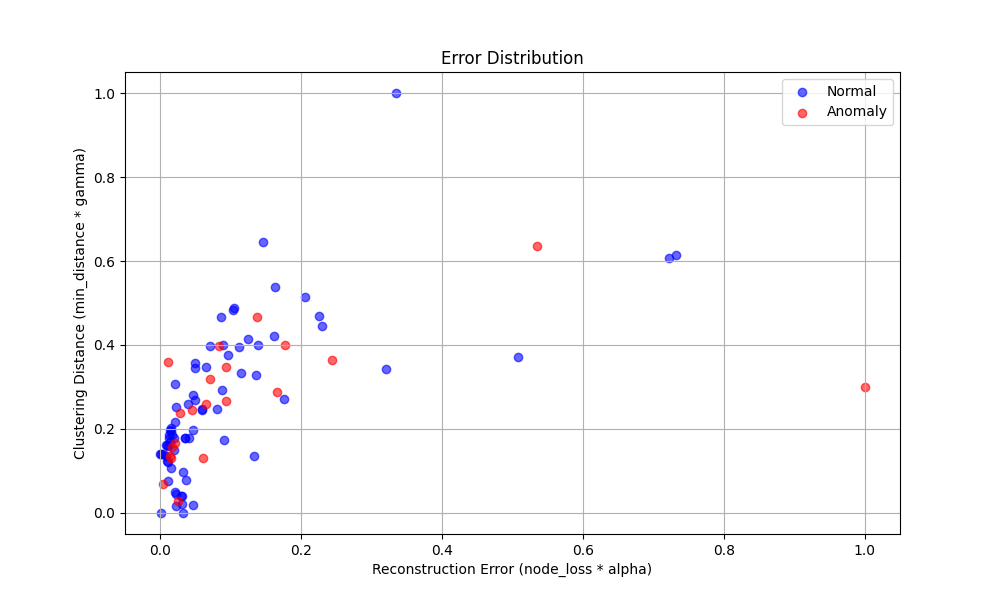 Error Distribution
Normal
Anomaly
Clustering Distance (min_distance * gamma)
1.0
0.8
0.6
0.4
0.2
0.0
0.0 0.2 0.4 0.6 0.8 1.0
Reconstruction Error (node_loss * alpha)